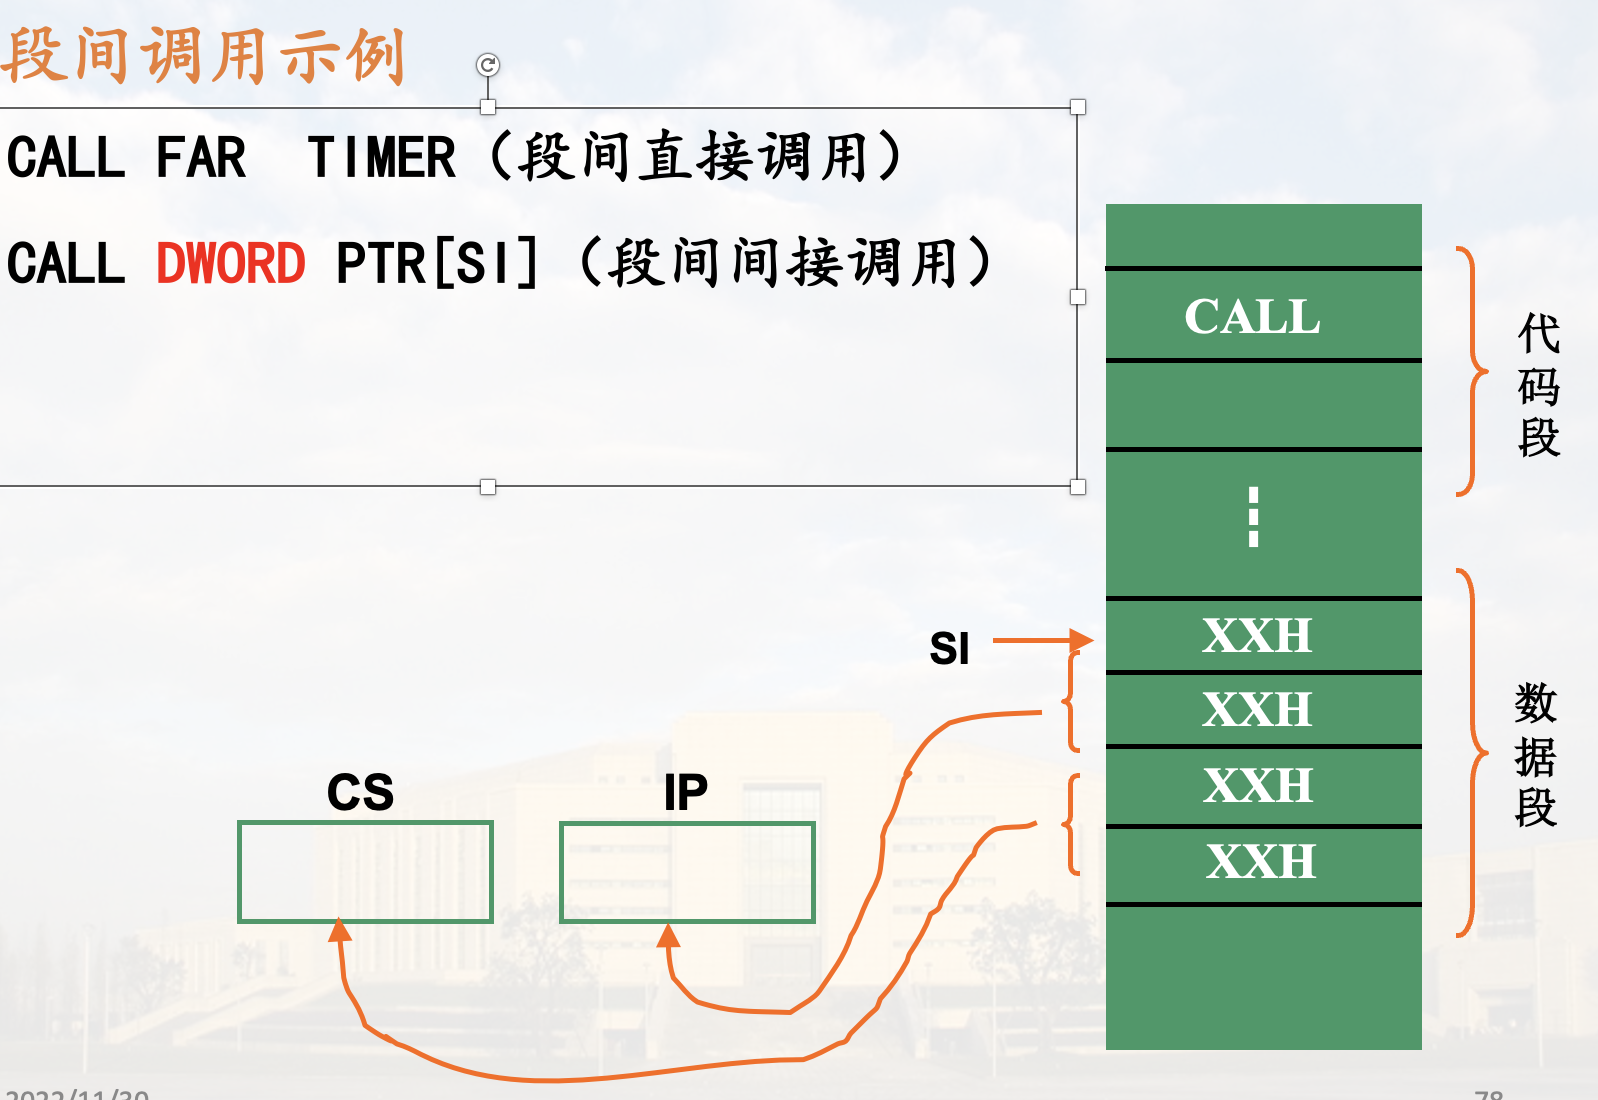 段间调用示例
CALL FAR TIMER（段间直接调用）
CALL DWORD PTR[SI]（段间间接调用）
CALL
代码段
SI
XXH
XXH
XXH
XXH
数据段
CS
IP
2022/11/30
78